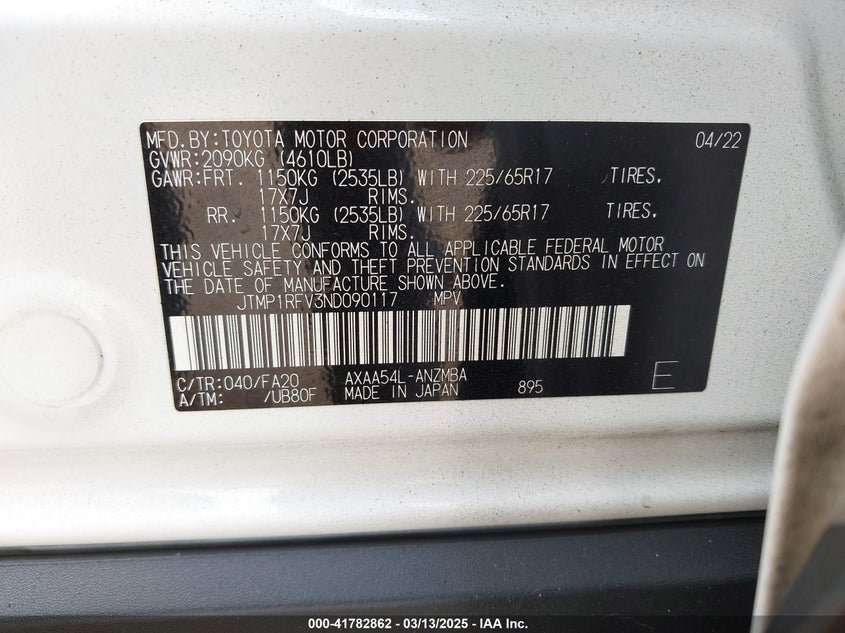 MFD.BY:TOYOTA MOTOR CORPORATION 04/22
GVWR:2090KG (4610LB)
GAWR:FRT. 1150KG (2535LB) WITH 225/65R17 TIRES.
17X7J RIMS.
RR. 1150KG (2535LB) WITH 225/65R17 TIRES.
17X7J RIMS.
THIS VEHICLE CONFORMS TO ALL APPLICABLE FEDERAL MOTOR
VEHICLE SAFETY AND THEFT PREVENTION STANDARDS IN EFFECT ON
THE DATE OF MANUFACTURE SHOWN ABOVE.
JTMP1RFV3ND090117 MPV
C/TR:040/FA20 AXAA54L-ANZMBA
A/TM: /UB80F MADE IN JAPAN 895 E
000-41782862 - 03/13/2025 - IAA Inc.